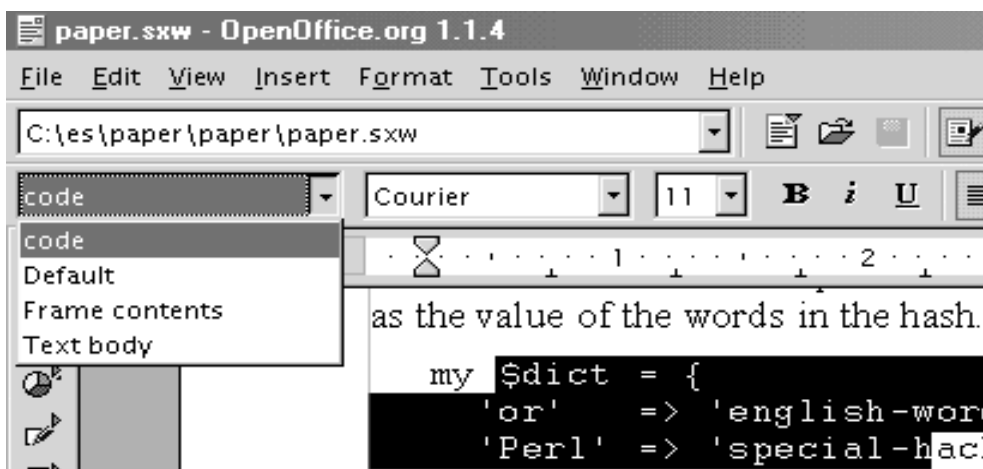 paper.sxw - OpenOffice.org 1.1.4
File Edit View Insert Format Tools Window Help
C:\es\paper\paper\paper.sxw
code Courier 11 B i U
code
Default
Frame contents
Text body
1 2
as the value of the words in the hash.
my $dict = {
'or' => 'english-word
'Perl' => 'special-hack